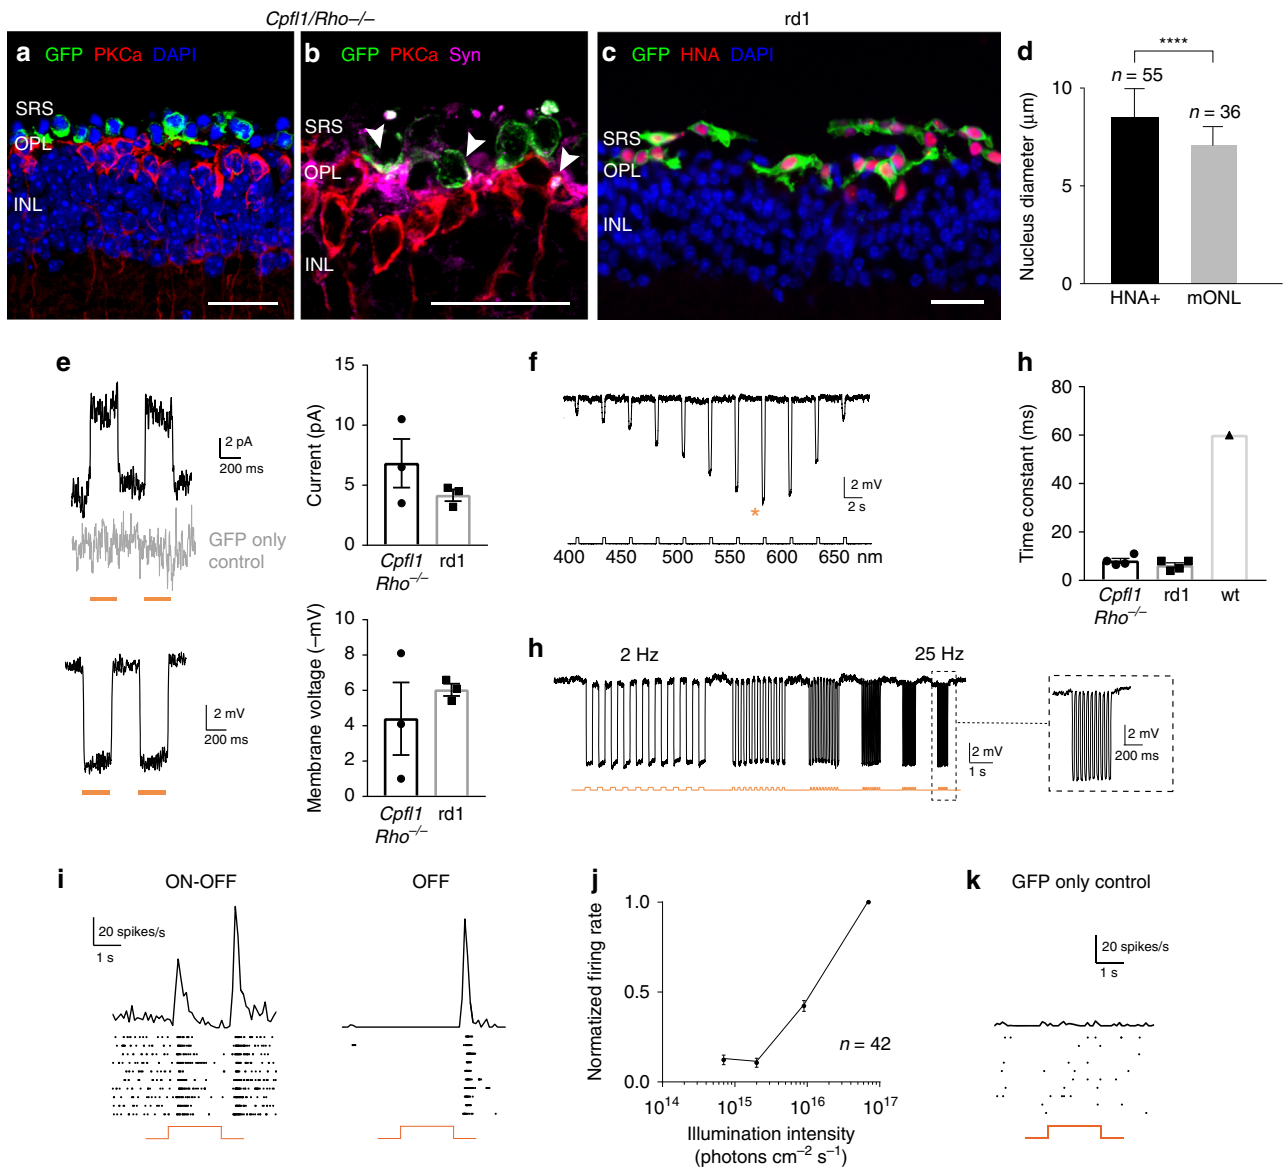 Cpfl1/Rho–/–
rd1
a GFP PKCa DAPI
SRS
OPL
INL
b GFP PKCa Syn
SRS
OPL
INL
c GFP HNA DAPI
SRS
OPL
INL
d
****
n = 55
n = 36
Nucleus diameter (μm)
10
5
0
HNA+ mONL
e
2 pA
200 ms
GFP only
control
Current (pA)
15
10
5
0
Cpfl1
Rho–/–
rd1
2 mV
200 ms
Membrane voltage (–mV)
10
8
6
4
2
0
Cpfl1
Rho–/–
rd1
f
2 mV
2 s
*
400 450 500 550 600 650 nm
h
Time constant (ms)
80
60
40
20
0
Cpfl1
Rho–/–
rd1
wt
h
2 Hz
25 Hz
2 mV
1 s
2 mV
200 ms
i
ON-OFF
OFF
20 spikes/s
1 s
j
Normatized firing rate
1.0
0.5
0.0
n = 42
10^14 10^15 10^16 10^17
Illumination intensity
(photons cm–2 s–1)
k
GFP only control
20 spikes/s
1 s